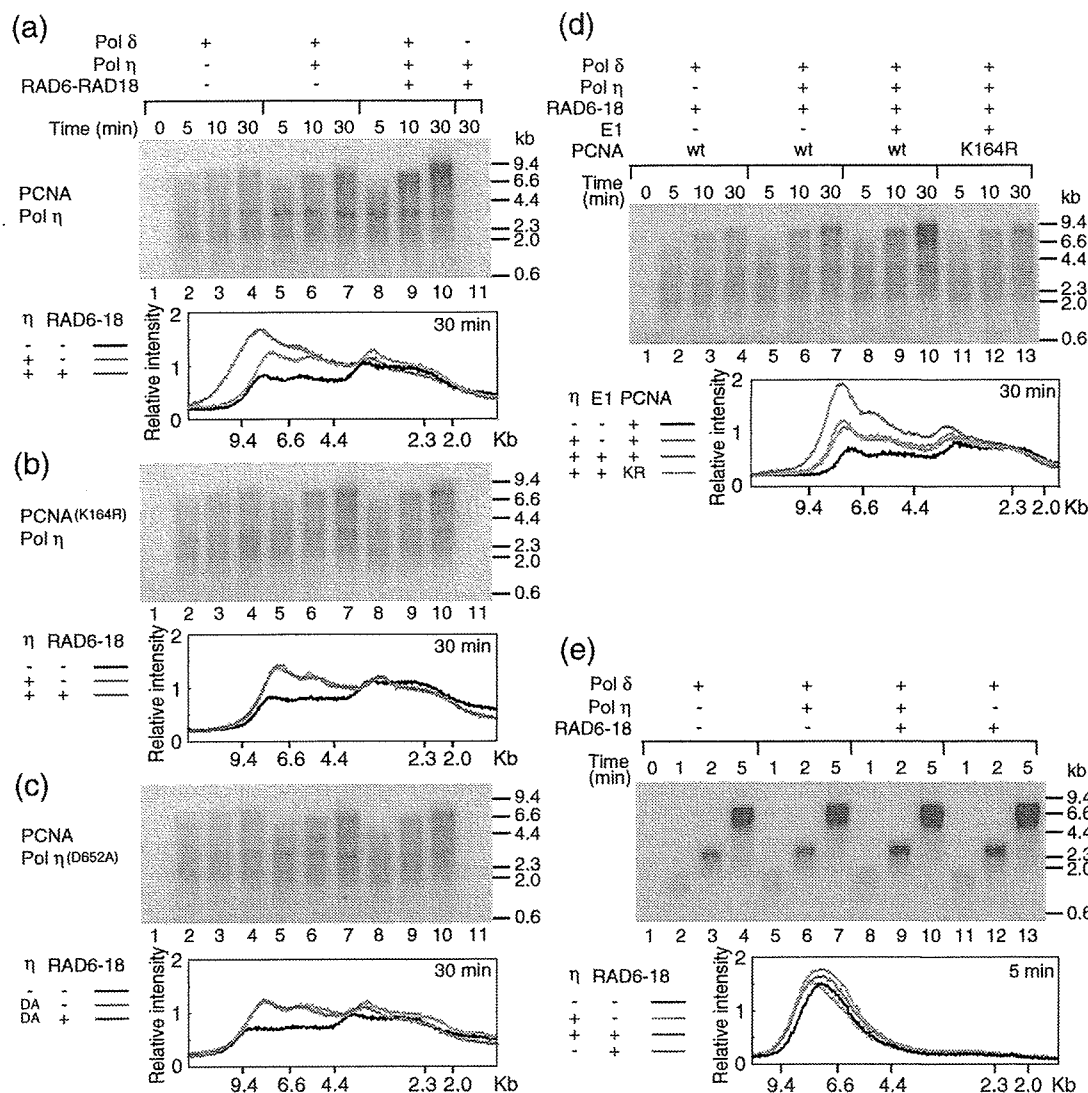 (a)
Pol δ + + + -
Pol η - + + +
RAD6-RAD18 - - + +
Time (min) 0 5 10 30 5 10 30 5 10 30 30
kb
PCNA
Pol η
9.4
6.6
4.4
2.3
2.0
0.6
1 2 3 4 5 6 7 8 9 10 11
η RAD6-18
- -
+ -
+ +
Relative intensity
2
1
0
30 min
9.4 6.6 4.4 2.3 2.0 Kb
(b)
PCNA(K164R)
Pol η
9.4
6.6
4.4
2.3
2.0
0.6
1 2 3 4 5 6 7 8 9 10 11
η RAD6-18
- -
+ -
+ +
Relative intensity
2
1
0
30 min
9.4 6.6 4.4 2.3 2.0 Kb
(c)
PCNA
Pol η(D652A)
9.4
6.6
4.4
2.3
2.0
0.6
1 2 3 4 5 6 7 8 9 10 11
η RAD6-18
- -
DA -
DA +
Relative intensity
2
1
0
30 min
9.4 6.6 4.4 2.3 2.0 Kb
(d)
Pol δ + + + +
Pol η - + + +
RAD6-18 + + + +
E1 - - + +
PCNA wt wt wt K164R
Time (min) 0 5 10 30 5 10 30 5 10 30 5 10 30
kb
9.4
6.6
4.4
2.3
2.0
0.6
1 2 3 4 5 6 7 8 9 10 11 12 13
η E1 PCNA
- - +
+ - +
+ + +
+ + KR
Relative intensity
2
1
0
30 min
9.4 6.6 4.4 2.3 2.0 Kb
(e)
Pol δ + + + +
Pol η - + + -
RAD6-18 - - + +
Time (min) 0 1 2 5 1 2 5 1 2 5 1 2 5
kb
9.4
6.6
4.4
2.3
2.0
0.6
1 2 3 4 5 6 7 8 9 10 11 12 13
η RAD6-18
- -
+ -
+ +
- +
Relative intensity
2
1
0
5 min
9.4 6.6 4.4 2.3 2.0 Kb